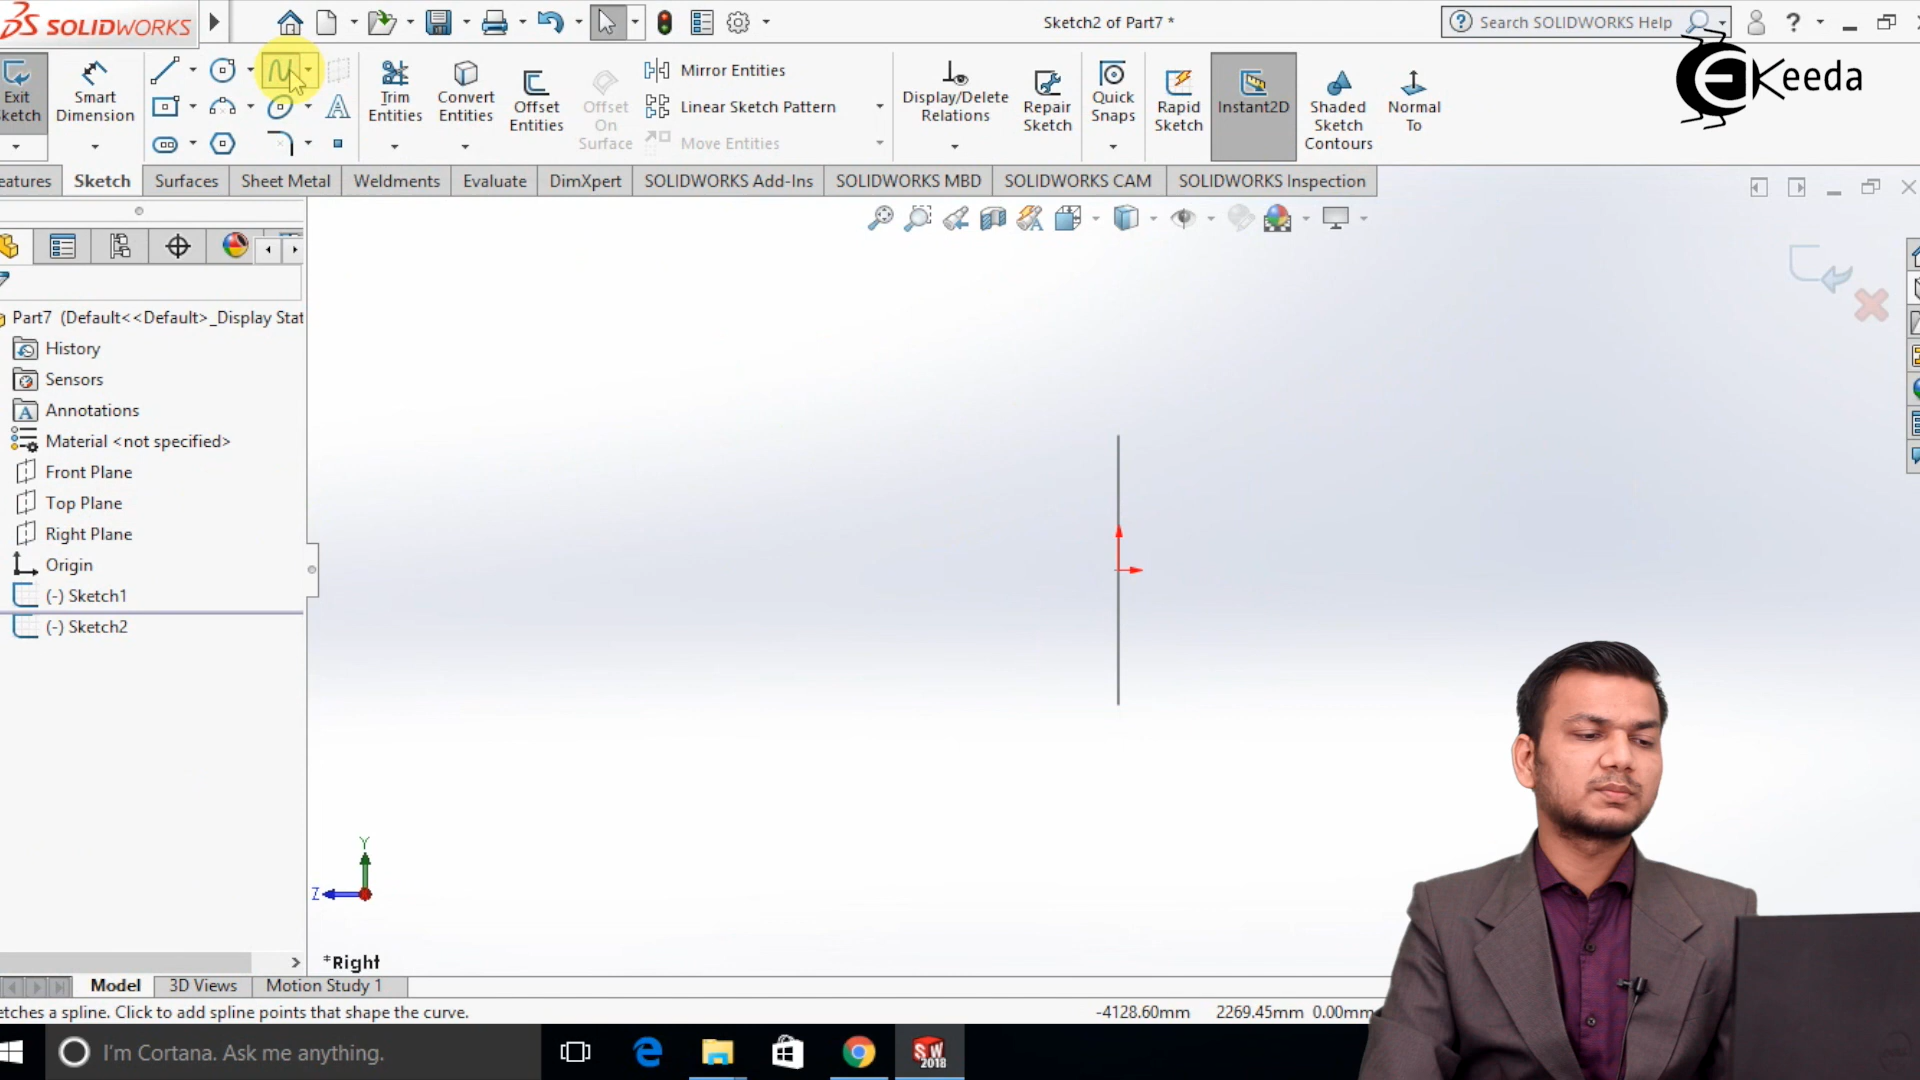 SOLIDWORKS
Sketch2 of Part7 *
Search SOLIDWORKS Help
?
Keeda
Exit
Smart
Dimension
Trim
Entities
Convert
Entities
Offset
Entities
Offset
On
Surface
Mirror Entities
Linear Sketch Pattern
Move Entities
Display/Delete
Relations
Repair
Sketch
Quick
Snaps
Rapid
Sketch
Instant2D
Shaded
Sketch
Contours
Normal
To
eatures
Sketch
Surfaces
Sheet Metal
Weldments
Evaluate
DimXpert
SOLIDWORKS Add-Ins
SOLIDWORKS MBD
SOLIDWORKS CAM
SOLIDWORKS Inspection
Part7 (Default<<Default>_Display Stat
History
Sensors
Annotations
Material <not specified>
Front Plane
Top Plane
Right Plane
Origin
(-) Sketch1
(-) Sketch2
Y
Z
*Right
Model
3D Views
Motion Study 1
etches a spline. Click to add spline points that shape the curve.
-4128.60mm 2269.45mm 0.00mm
I'm Cortana. Ask me anything.
SW
2018